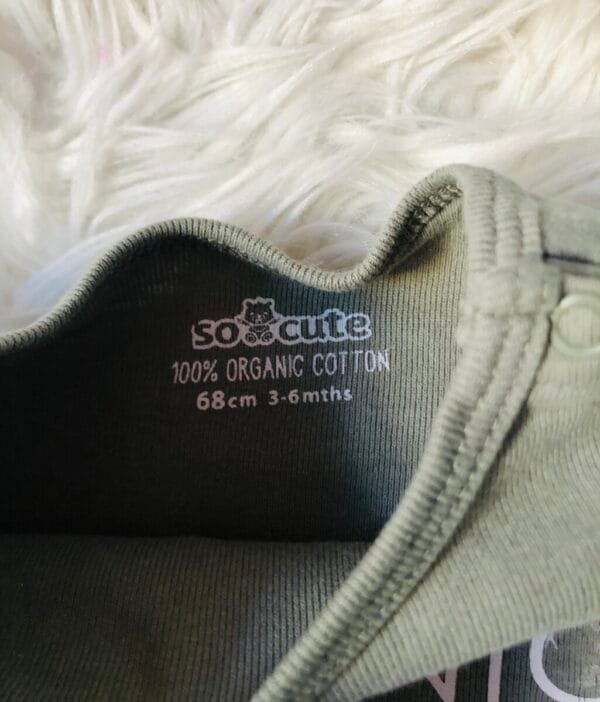 so cute
100% ORGANIC COTTON
68cm 3-6mths